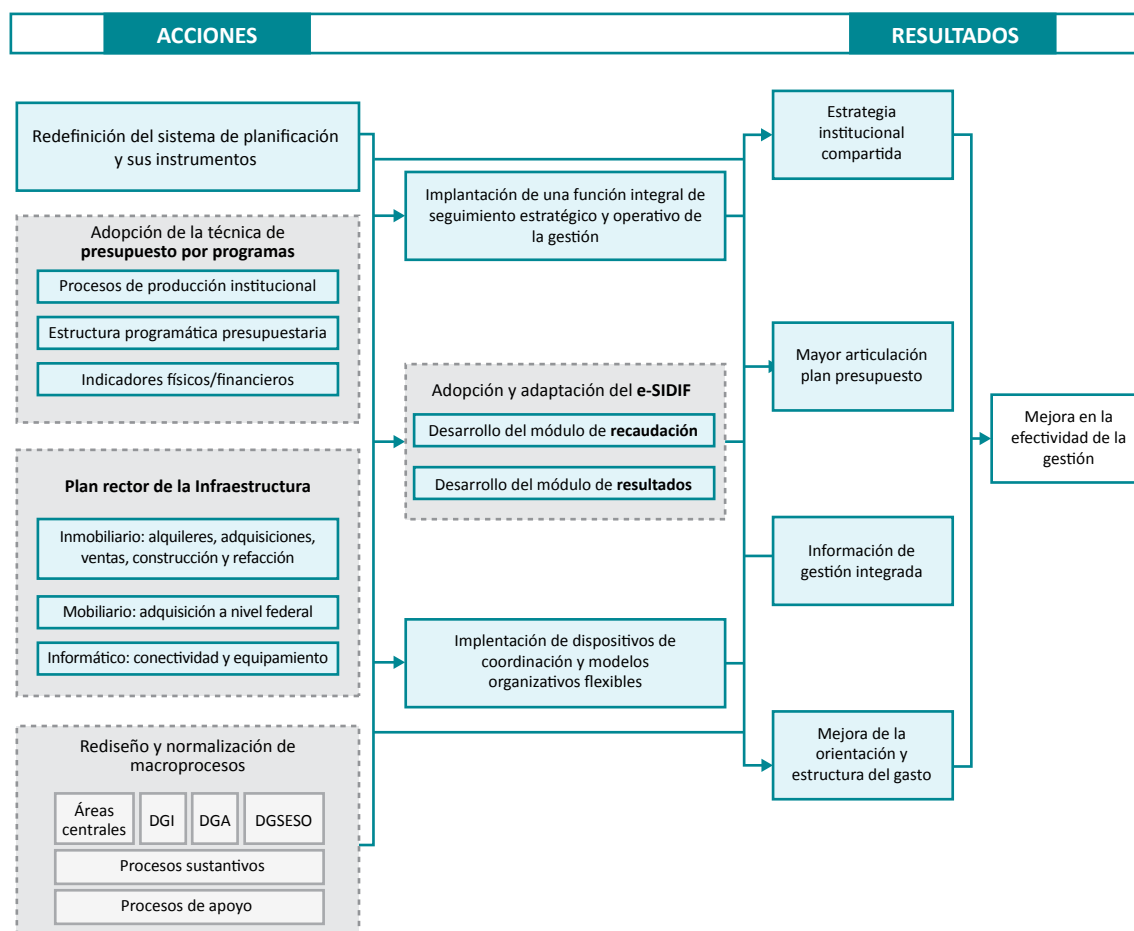 ACCIONES
RESULTADOS
Redefinición del sistema de planificación
y sus instrumentos
Adopción de la técnica de
presupuesto por programas
Procesos de producción institucional
Estructura programática presupuestaria
Indicadores físicos/financieros
Plan rector de la Infraestructura
Inmobiliario: alquileres, adquisiciones,
ventas, construcción y refacción
Mobiliario: adquisición a nivel federal
Informático: conectividad y equipamiento
Rediseño y normalización de
macroprocesos
Áreas
centrales
DGI
DGA
DGSESO
Procesos sustantivos
Procesos de apoyo
Implantación de una función integral de
seguimiento estratégico y operativo de
la gestión
Adopción y adaptación del e-SIDIF
Desarrollo del módulo de recaudación
Desarrollo del módulo de resultados
Implentación de dispositivos de
coordinación y modelos
organizativos flexibles
Estrategia
institucional
compartida
Mayor articulación
plan presupuesto
Información de
gestión integrada
Mejora de la
orientación y
estructura del gasto
Mejora en la
efectividad de la
gestión